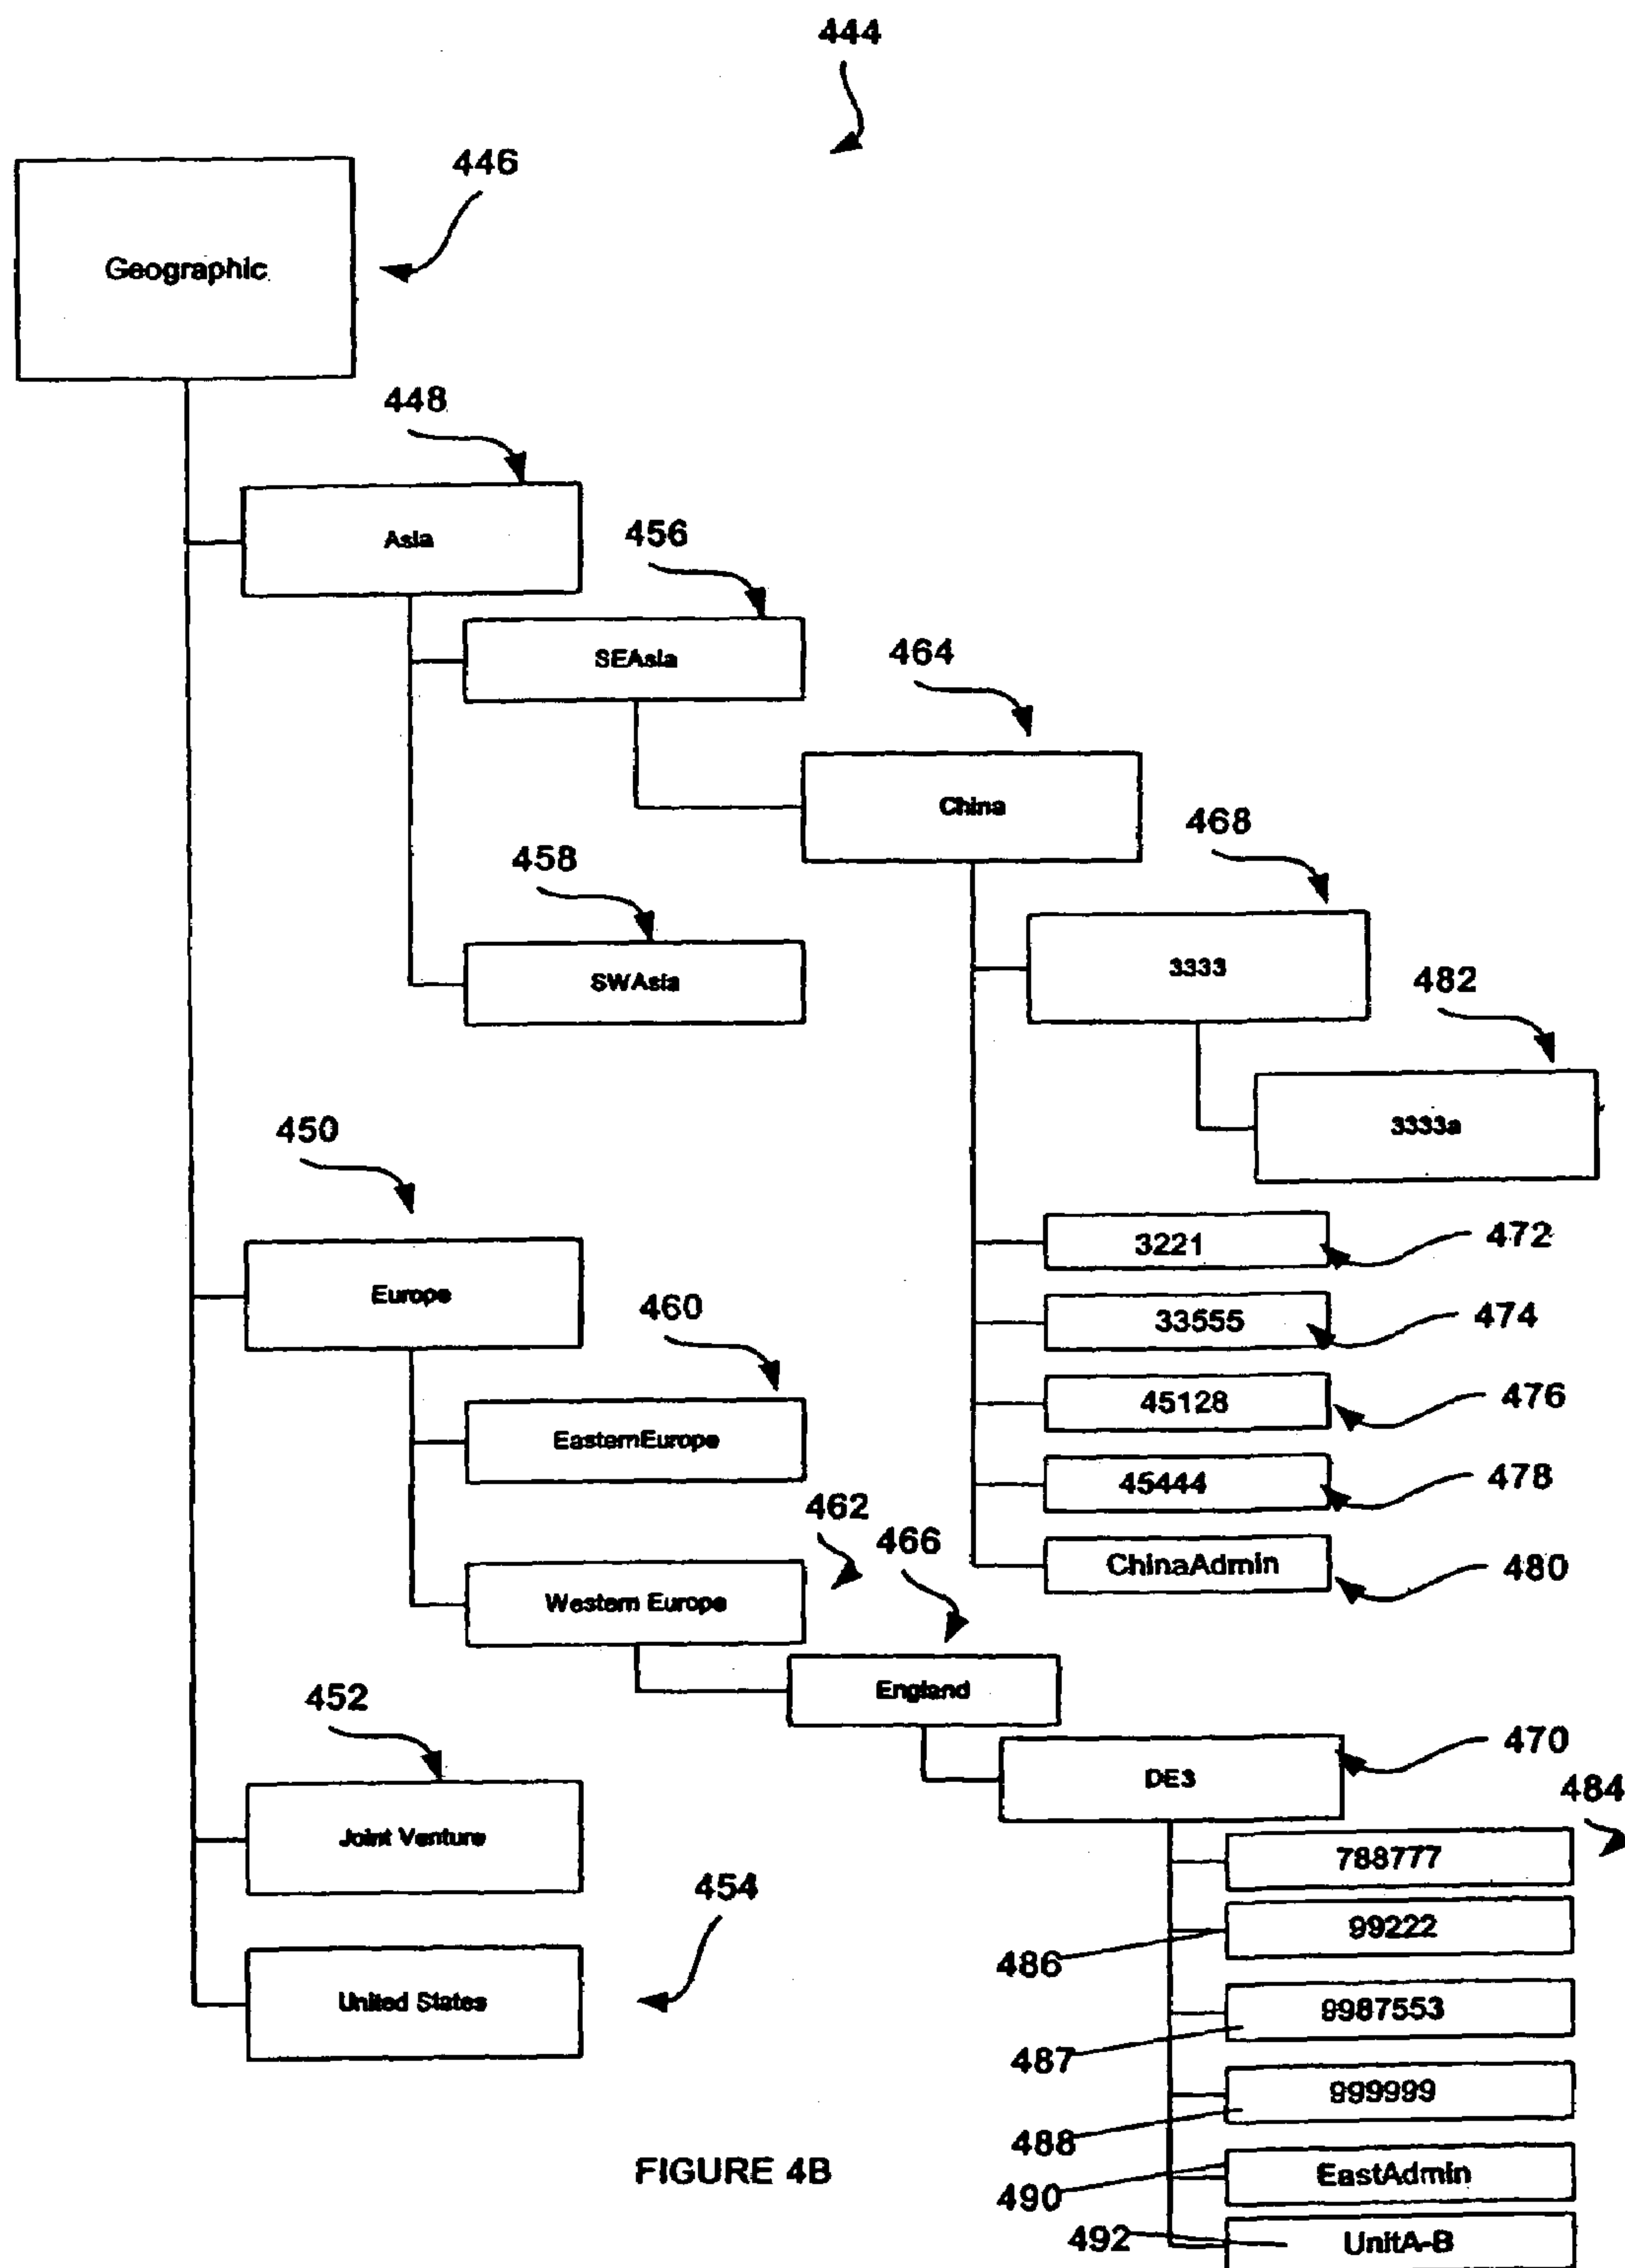 444
446
Geographic
448
Asia
456
SEAsia
464
China
468
3333
458
SWAsia
482
3333a
450
Europe
472
3221
474
33555
476
45128
478
45444
480
ChinaAdmin
460
EasternEurope
462
Western Europe
466
England
452
Joint Venture
470
DE3
484
788777
454
United States
486
99222
487
9987553
488
999999
490
EastAdmin
492
UnitA-B
FIGURE 4B